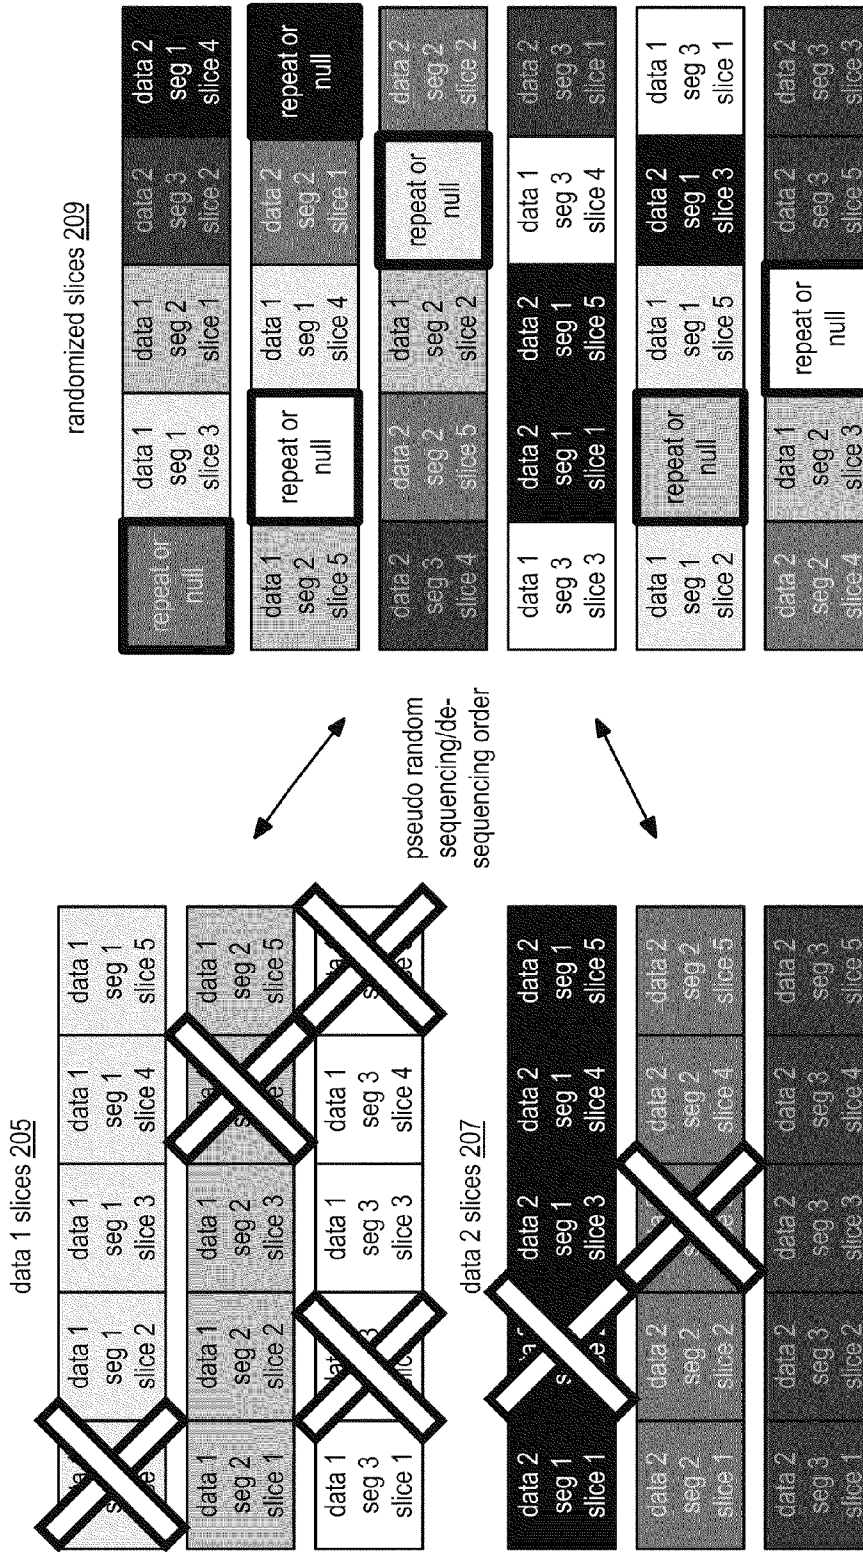 data 1 slices 205
data 1
seg 1
slice 2
data 1
seg 1
slice 3
data 1
seg 1
slice 4
data 1
seg 1
slice 5
data 1
seg 2
slice 1
data 1
seg 2
slice 2
data 1
seg 2
slice 3
data 1
seg 2
slice 5
data 1
seg 3
slice 1
data 1
seg 3
slice 3
data 1
seg 3
slice 4
data 2 slices 207
data 2
seg 1
slice 1
data 2
seg 1
slice 3
data 2
seg 1
slice 4
data 2
seg 1
slice 5
data 2
seg 2
slice 1
data 2
seg 2
slice 2
data 2
seg 2
slice 4
data 2
seg 2
slice 5
data 2
seg 3
slice 1
data 2
seg 3
slice 2
data 2
seg 3
slice 3
data 2
seg 3
slice 4
data 2
seg 3
slice 5
pseudo random
sequencing/de-
sequencing order
randomized slices 209
repeat or
null
data 1
seg 1
slice 3
data 1
seg 2
slice 1
data 2
seg 3
slice 2
data 2
seg 1
slice 4
data 1
seg 2
slice 5
repeat or
null
data 1
seg 1
slice 4
data 2
seg 2
slice 1
repeat or
null
data 2
seg 3
slice 4
data 2
seg 2
slice 5
data 1
seg 2
slice 2
repeat or
null
data 2
seg 2
slice 2
data 1
seg 3
slice 3
data 2
seg 1
slice 1
data 2
seg 1
slice 5
data 1
seg 3
slice 4
data 2
seg 3
slice 1
data 1
seg 1
slice 2
repeat or
null
data 1
seg 1
slice 5
data 2
seg 1
slice 3
data 1
seg 3
slice 1
data 2
seg 2
slice 4
data 1
seg 2
slice 3
repeat or
null
data 2
seg 3
slice 5
data 2
seg 3
slice 3